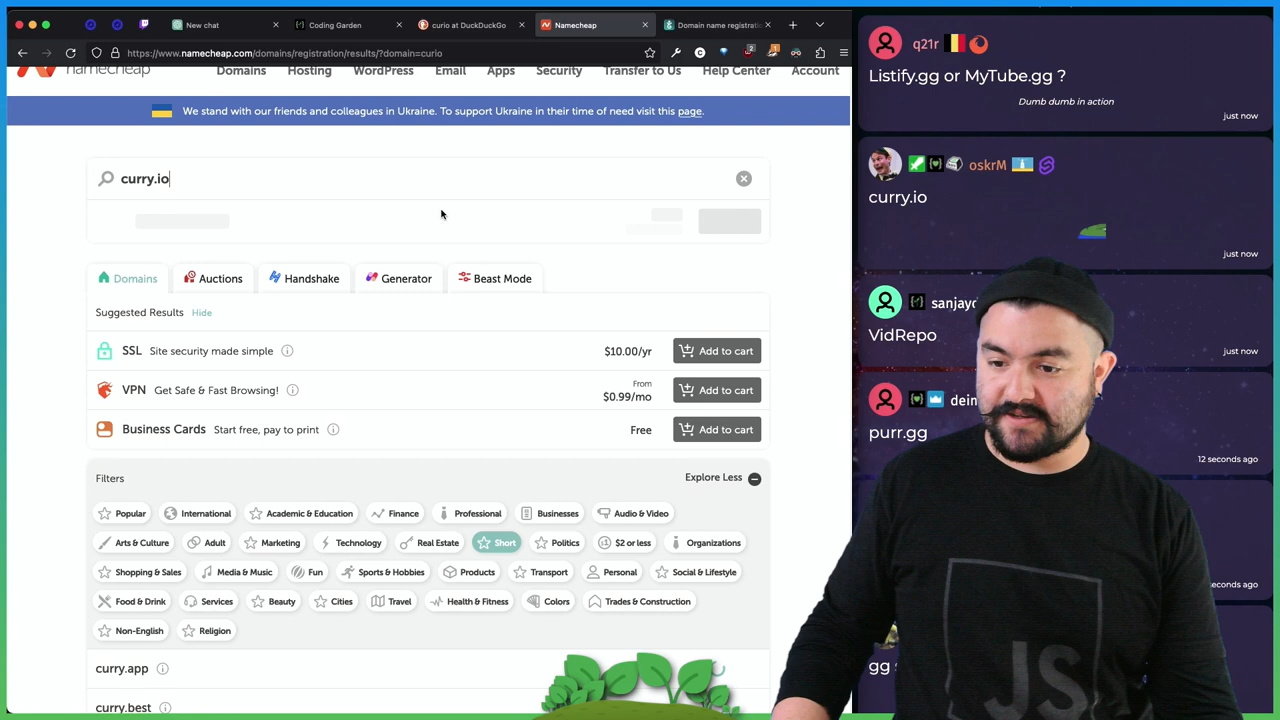 New chat
Coding Garden
curio at DuckDuckGo
Namecheap
Domain name registrati
https://www.namecheap.com/domains/registration/results/?domain=curio
2
1
namecheap
Domains
Hosting
WordPress
Email
Apps
Security
Transfer to Us
Help Center
Account
We stand with our friends and colleagues in Ukraine. To support Ukraine in their time of need visit this page.
curry.io
Domains
Auctions
Handshake
Generator
Beast Mode
Suggested Results Hide
SSL Site security made simple
$10.00/yr
Add to cart
VPN Get Safe & Fast Browsing!
From
$0.99/mo
Add to cart
Business Cards Start free, pay to print
Free
Add to cart
Filters
Explore Less
Popular
International
Academic & Education
Finance
Professional
Businesses
Audio & Video
Arts & Culture
Adult
Marketing
Technology
Real Estate
Short
Politics
$2 or less
Organizations
Shopping & Sales
Media & Music
Fun
Sports & Hobbies
Products
Transport
Personal
Social & Lifestyle
Food & Drink
Services
Beauty
Cities
Travel
Health & Fitness
Colors
Trades & Construction
Non-English
Religion
curry.app
curry.best
q21r
Listify.gg or MyTube.gg ?
Dumb dumb in action
just now
oskrM
curry.io
just now
sanjay
VidRepo
just now
dein
purr.gg
12 seconds ago
seconds ago
gg
JS